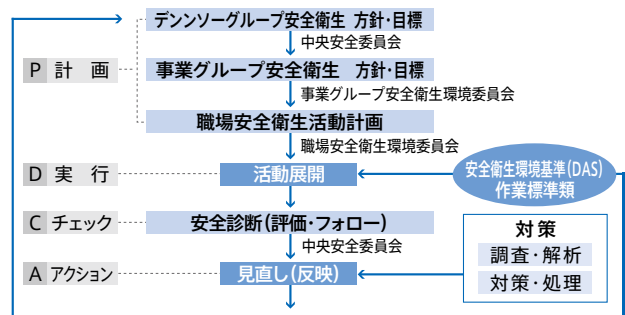 デンンソーグループ安全衛生 方針・目標
中央安全委員会
P 計 画
事業グループ安全衛生 方針・目標
事業グループ安全衛生環境委員会
職場安全衛生活動計画
職場安全衛生環境委員会
D 実 行
活動展開
安全衛生環境基準(DAS)
作業標準類
C チェック
安全診断(評価・フォロー)
中央安全委員会
対策
調査・解析
対策・処理
A アクション
見直し(反映)